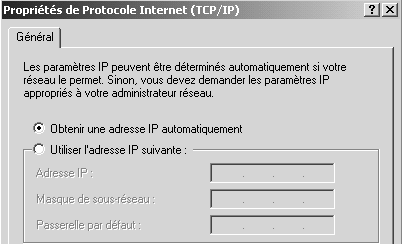 Propriétés de Protocole Internet (TCP/IP)
Général
Les paramètres IP peuvent être déterminés automatiquement si votre
réseau le permet. Sinon, vous devez demander les paramètres IP
appropriés à votre administrateur réseau.
Obtenir une adresse IP automatiquement
Utiliser l'adresse IP suivante :
Adresse IP :
Masque de sous-réseau :
Passerelle par défaut :